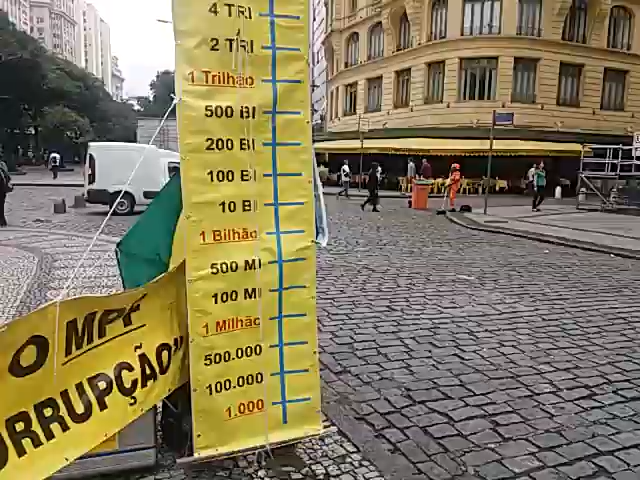 4 TRI
2 TRI
1 Trilhão
500 BI
200 BI
100 BI
10 BI
1 Bilhão
500 MI
100 MI
1 Milhão
500.000
100.000
1.000
O MPF
ORRUPÇÃO"